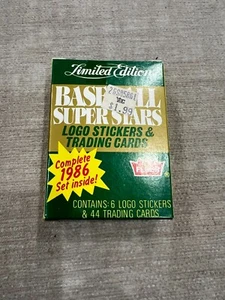 Limited Edition
BASEBALL
$1.99
SUPER STARS
LOGO STICKERS &
TRADING CARDS
Complete
1986
Set inside!
CONTAINS: 6 LOGO STICKERS
& 44 TRADING CARDS